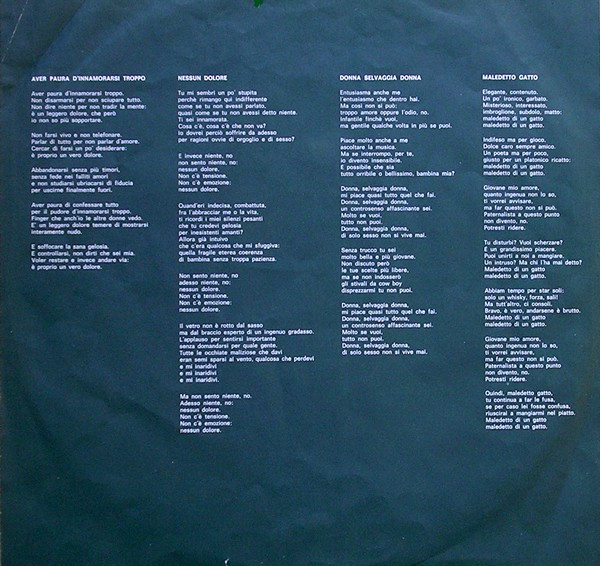 AVER PAURA D'INNAMORARSI TROPPO
Aver paura d'innamorarsi troppo.
Non disarmarsi per non sciupare tutto.
Non dire niente per non tradir la mente:
è un leggero dolore, che però
io non so più sopportare.
Non farsi vivo e non telefonare.
Parlar di tutto per non parlar d'amore.
Cercar di farsi un po' desiderare:
è proprio un vero dolore.
Abbandonarsi senza più timori,
senza fede nei falliti amori
e non studiarsi ubriacarsi di fiducia
per uscirne finalmente fuori.
Aver paura di confessare tutto
per il pudore d'innamorarsi troppo.
Finger che anch'io le altre donne vedo.
E' un leggero dolore temere di mostrarsi
interamente nudo.
E soffocare la sana gelosia.
E controllarsi, non dirti che sei mia.
Voler restare e invece andare via:
è proprio un vero dolore.
NESSUN DOLORE
Tu mi sembri un po' stupita
perchè rimango qui indifferente
come se tu non avessi parlato,
quasi come se tu non avessi detto niente.
Ti sei innamorata.
Cosa c'è, cosa c'è che non va?
Io dovrei perciò soffrire da adesso
per ragioni ovvie di orgoglio e di sesso?
E invece niente, no
non sento niente, no:
nessun dolore.
Non c'è tensione.
Non c'è emozione:
nessun dolore.
Quand'eri indecisa, combattuta,
fra l'abbracciar me o la vita,
ti ricordi i miei silenzi pesanti
che tu credevi gelosia
per inesistenti amanti?
Allora già intuivo
che c'era qualcosa che mi sfuggiva:
quella fragile eterea coerenza
di bambina senza troppa pazienza.
Non sento niente, no
adesso niente, no:
nessun dolore.
Non c'è tensione.
Non c'è emozione:
nessun dolore.
Il vetro non è rotto dal sasso
ma dal braccio esperto di un ingenuo gradasso.
L'applauso per sentirsi importante
senza domandarsi per quale gente.
Tutte le occhiate maliziose che davi
eran semi sparsi al vento, qualcosa che perdevi
e mi inaridivi
e mi inaridivi
e mi inaridivi.
Ma non sento niente, no.
Adesso niente, no:
nessun dolore.
Non c'è tensione.
Non c'è emozione:
nessun dolore.
DONNA SELVAGGIA DONNA
Entusiasma anche me
l'entusiasmo che dentro hai.
Ma così non si può:
troppo amore oppure l'odio, no.
Infantile finchè vuoi,
ma gentile qualche volta in più se puoi.
Piace molto anche a me
ascoltare la musica.
Ma se interrompo, per te,
io divento insensibile.
E possibile che sia
tutto orribile o bellissimo, bambina mia?
Donna, selvaggia donna,
mi piace quasi tutto quel che fai.
Donna, selvaggia donna,
un controsenso affascinante sei.
Molto se vuoi,
tutto non puoi.
Donna, selvaggia donna,
di solo sesso non si vive mai.
Senza trucco tu sei
molto bella e più giovane.
Non discuto però
le tue scelte più libere,
ma se non indosserò
gli stivali da cow boy
disprezzarmi tu non puoi.
Donna, selvaggia donna,
mi piace quasi tutto quel che fai.
Donna, selvaggia donna,
un controsenso affascinante sei.
Molto se vuoi,
tutto non puoi.
Donna, selvaggia donna,
di solo sesso non si vive mai.
MALEDETTO GATTO
Elegante, contenuto.
Un po' ironico, garbato.
Misterioso, interessato,
imbroglione, subdolo, matto:
maledetto di un gatto
maledetto di un gatto.
Indifeso ma per gioco.
Dolce caro sempre amico.
Un poeta ma per poco,
giusto per un platonico ricatto:
maledetto di un gatto
maledetto di un gatto.
Giovane mio amore,
quanto ingenua non lo so,
ti vorrei avvisare,
ma far questo non si può.
Paternalista a questo punto
non divento, no.
Potresti ridere.
Tu disturbi? Vuoi scherzare?
E un grandissimo piacere.
Puoi unirti a noi a mangiare.
Un intruso? Ma chi l'ha mai detto?
Maledetto di un gatto
maledetto di un gatto.
Abbiam tempo per star soli:
solo un whisky, forza, sali!
Ma tutt'altro, ci consoli.
Bravo, è vero, andarsene è brutto.
Maledetto di un gatto
maledetto di un gatto.
Giovane mio amore,
quanto ingenua non lo so,
ti vorrei avvisare,
ma far questo non si può.
Paternalista a questo punto
non divento, no.
Potresti ridere.
Quindi, maledetto gatto,
tu continua a far le fusa,
se per caso lei fosse confusa,
riuscirai a mangiarmi nel piatto.
Maledetto di un gatto
maledetto di un gatto.